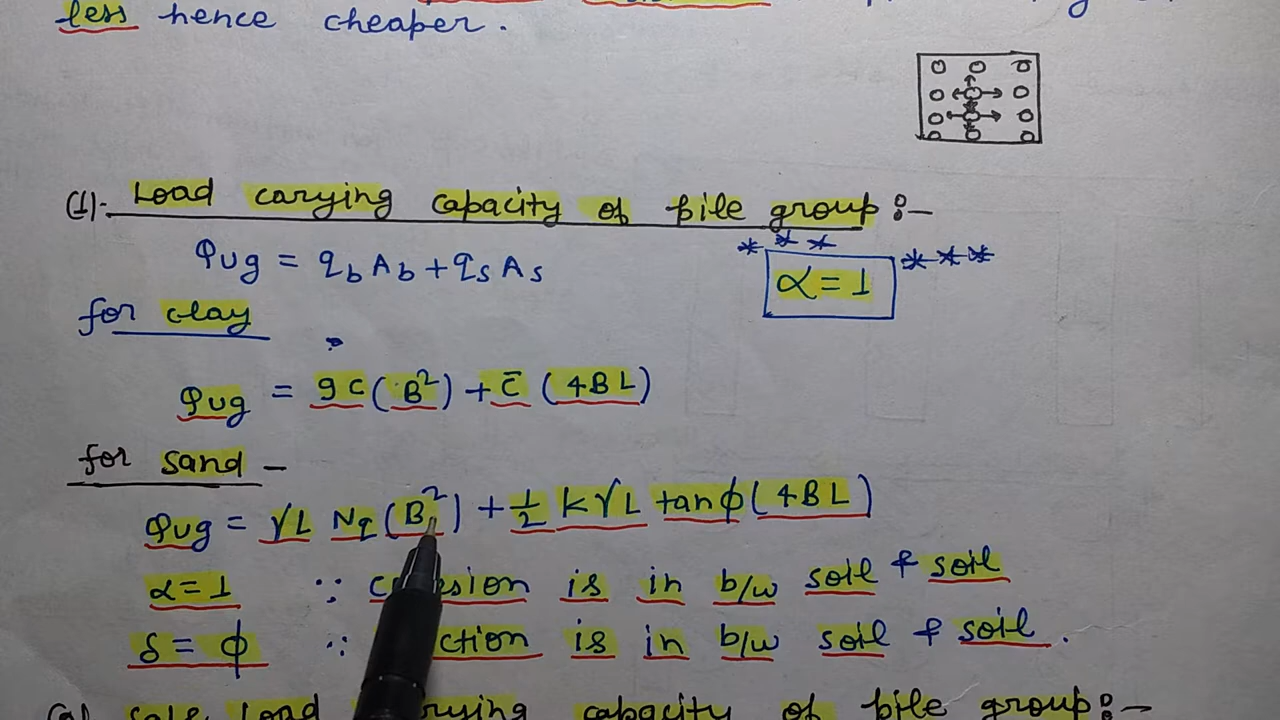 less hence cheaper.
(1). Load carying capacity of pile group :-
Qug = qb Ab + qs As
* * *
α = 1
* * *
for clay
Qug = 9c (B²) + c̄ (4BL)
for sand -
Qug = γL Nq (B²) + 1/2 kγL tanφ (4BL)
α = 1 ∵ is in b/w soil & soil
δ = φ ∵ is in b/w soil & soil.
Load capacity of pile group :-